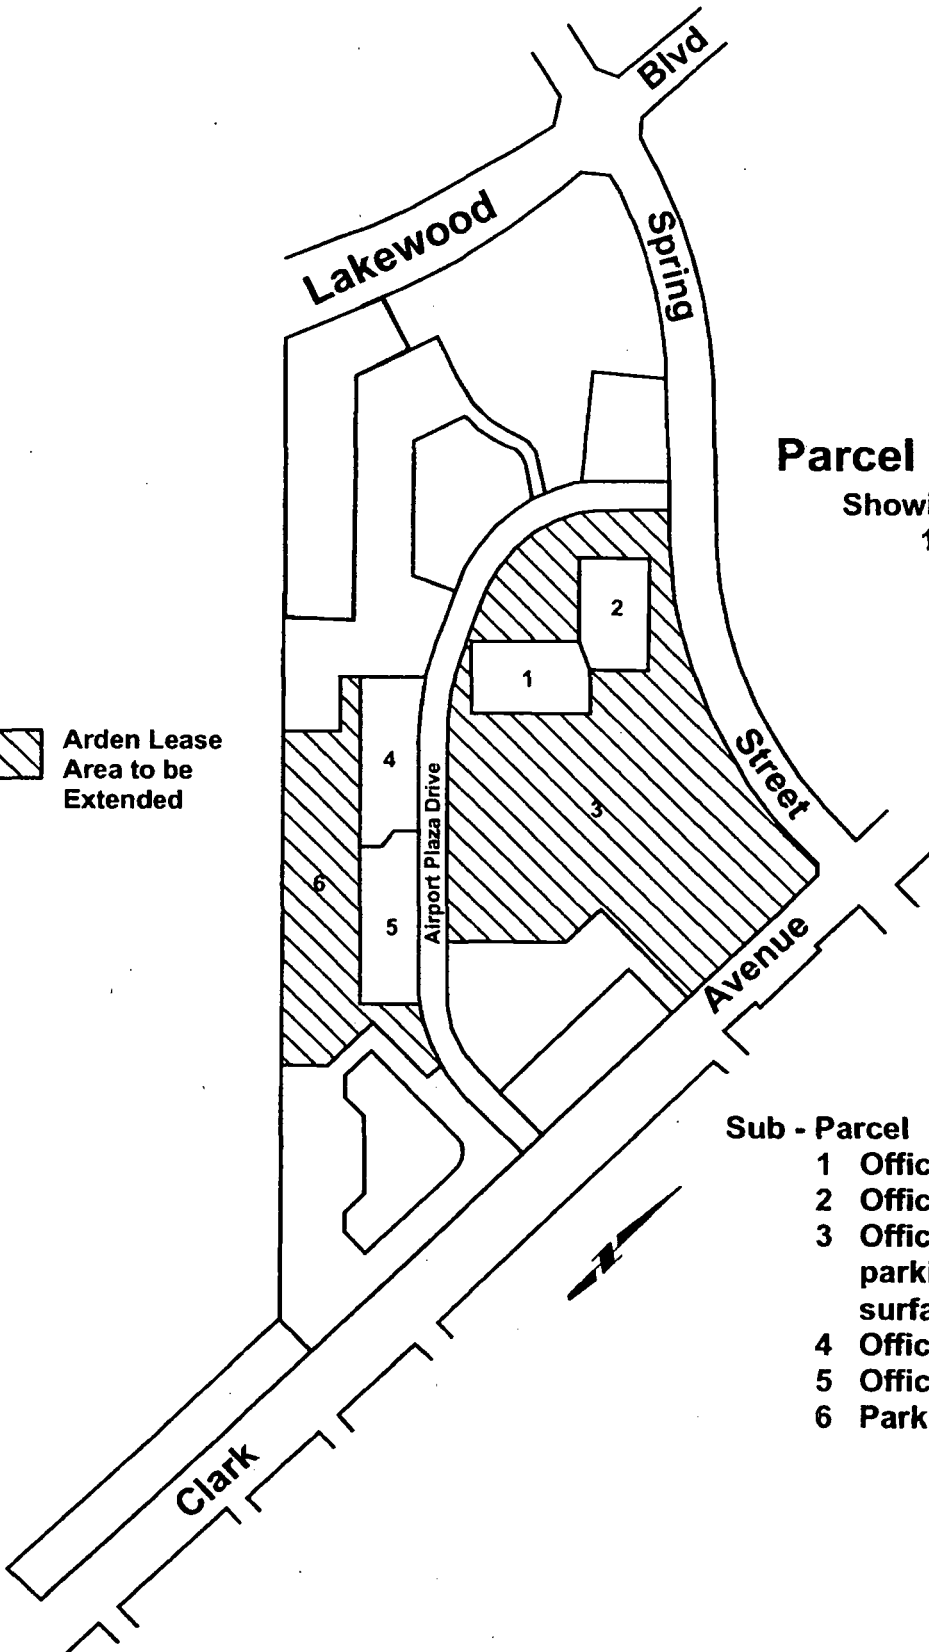 Blvd
Lakewood
Spring
Parcel
Showi
1
2
1
Arden Lease
Area to be
Extended
4
Airport Plaza Drive
3
Street
6
5
Avenue
Sub - Parcel
1 Offic
2 Offic
3 Offic
parki
surfa
4 Offic
5 Offic
6 Park
Clark